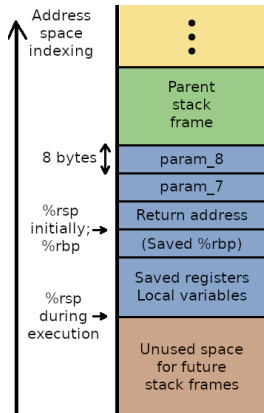 Address
space
indexing
Parent
stack
frame
8 bytes
param_8
param_7
%rsp
initially;
%rbp
Return address
(Saved %rbp)
Saved registers
Local variables
%rsp
during
execution
Unused space
for future
stack frames